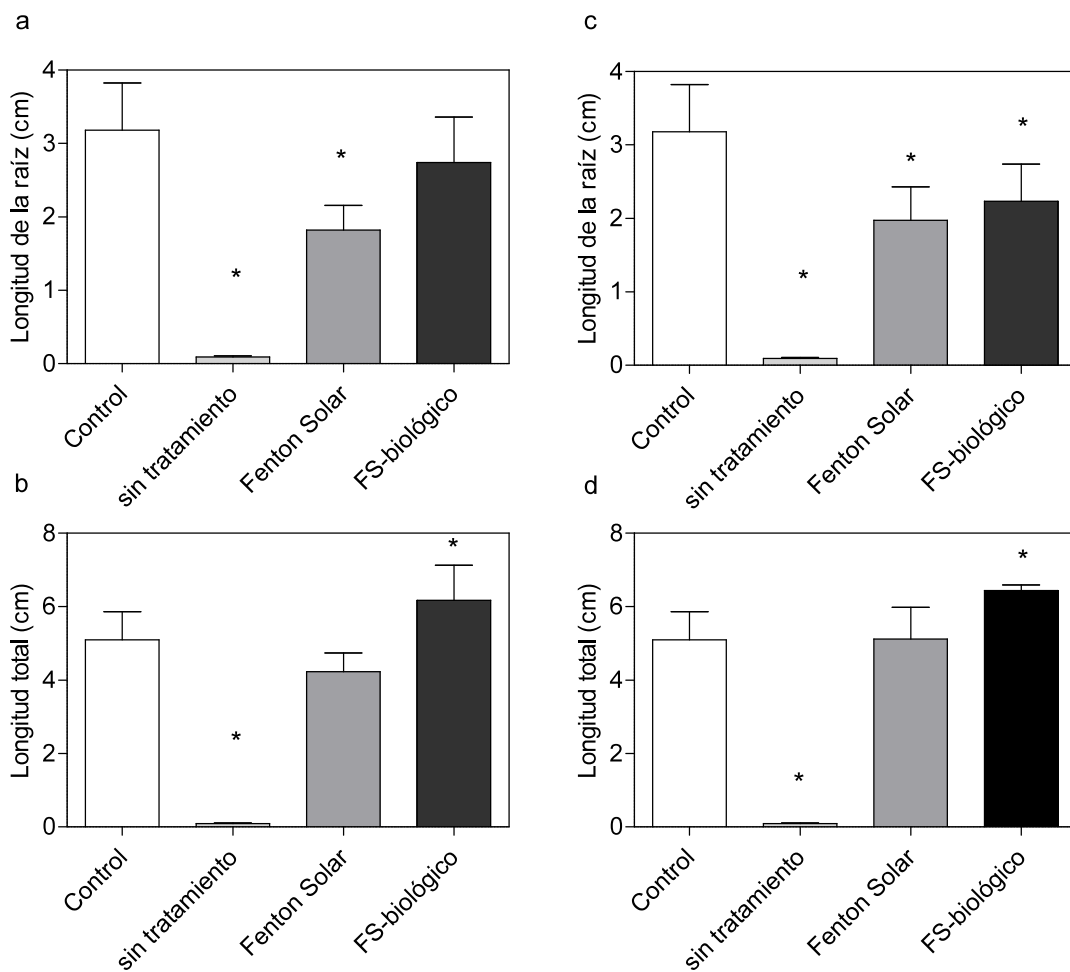 a
Longitud de la raíz (cm)
4
3
2
1
0
*
*
Control
sin tratamiento
Fenton Solar
FS-biológico
c
Longitud de la raíz (cm)
4
3
2
1
0
*
*
*
Control
sin tratamiento
Fenton Solar
FS-biológico
b
Longitud total (cm)
8
6
4
2
0
*
*
Control
sin tratamiento
Fenton Solar
FS-biológico
d
Longitud total (cm)
8
6
4
2
0
*
*
Control
sin tratamiento
Fenton Solar
FS-biológico